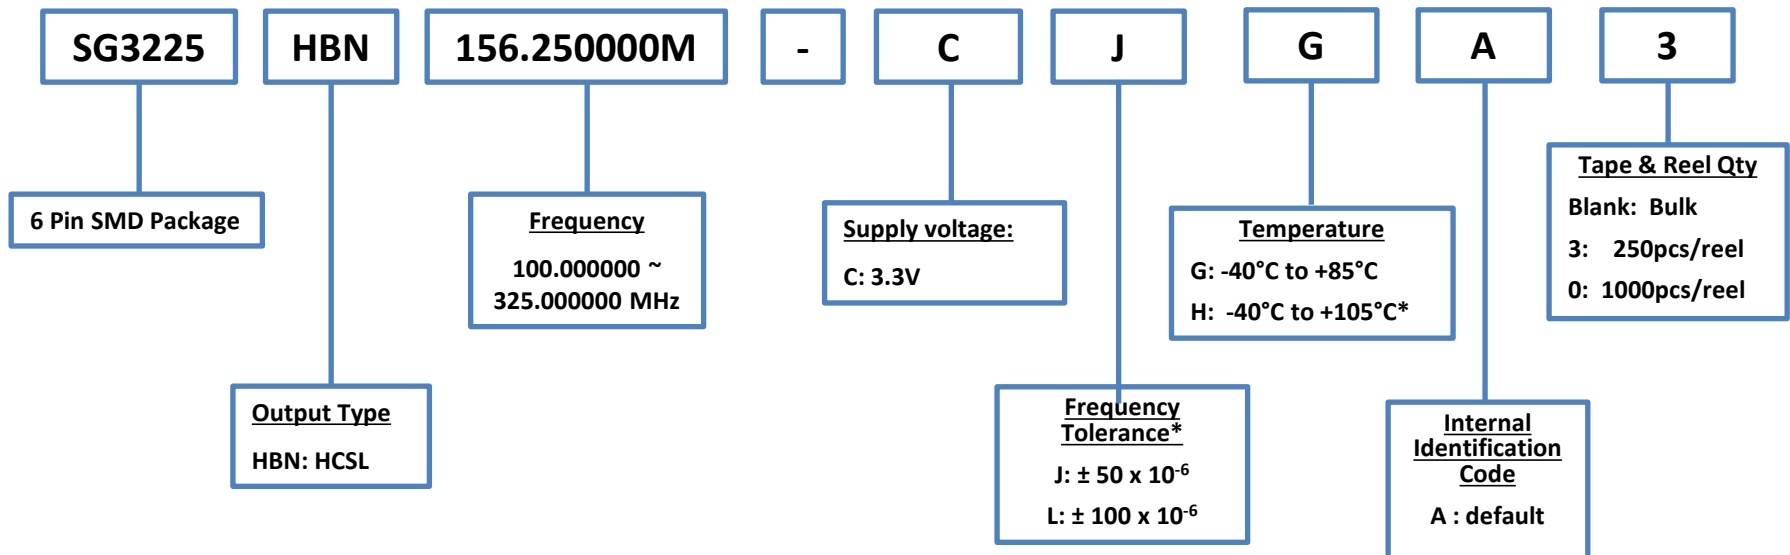 SG3225
HBN
156.250000M
-
C
J
G
A
3
6 Pin SMD Package
Output Type
HBN: HCSL
Frequency
100.000000 ~
325.000000 MHz
Supply voltage:
C: 3.3V
Frequency
Tolerance*
J: ± 50 x 10⁻⁶
L: ± 100 x 10⁻⁶
Temperature
G: -40°C to +85°C
H: -40°C to +105°C*
Internal
Identification
Code
A : default
Tape & Reel Qty
Blank: Bulk
3: 250pcs/reel
0: 1000pcs/reel